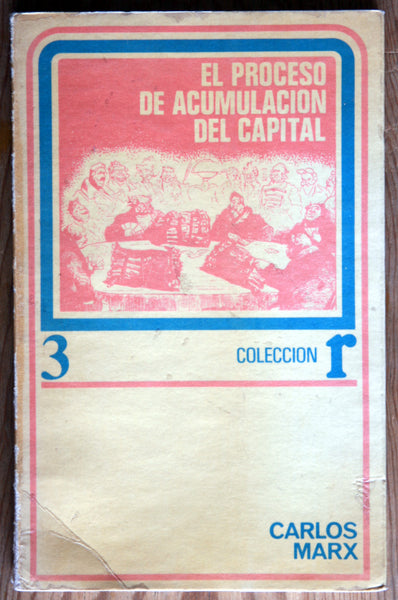 EL PROCESO
DE ACUMULACION
DEL CAPITAL
3
COLECCION r
CARLOS
MARX